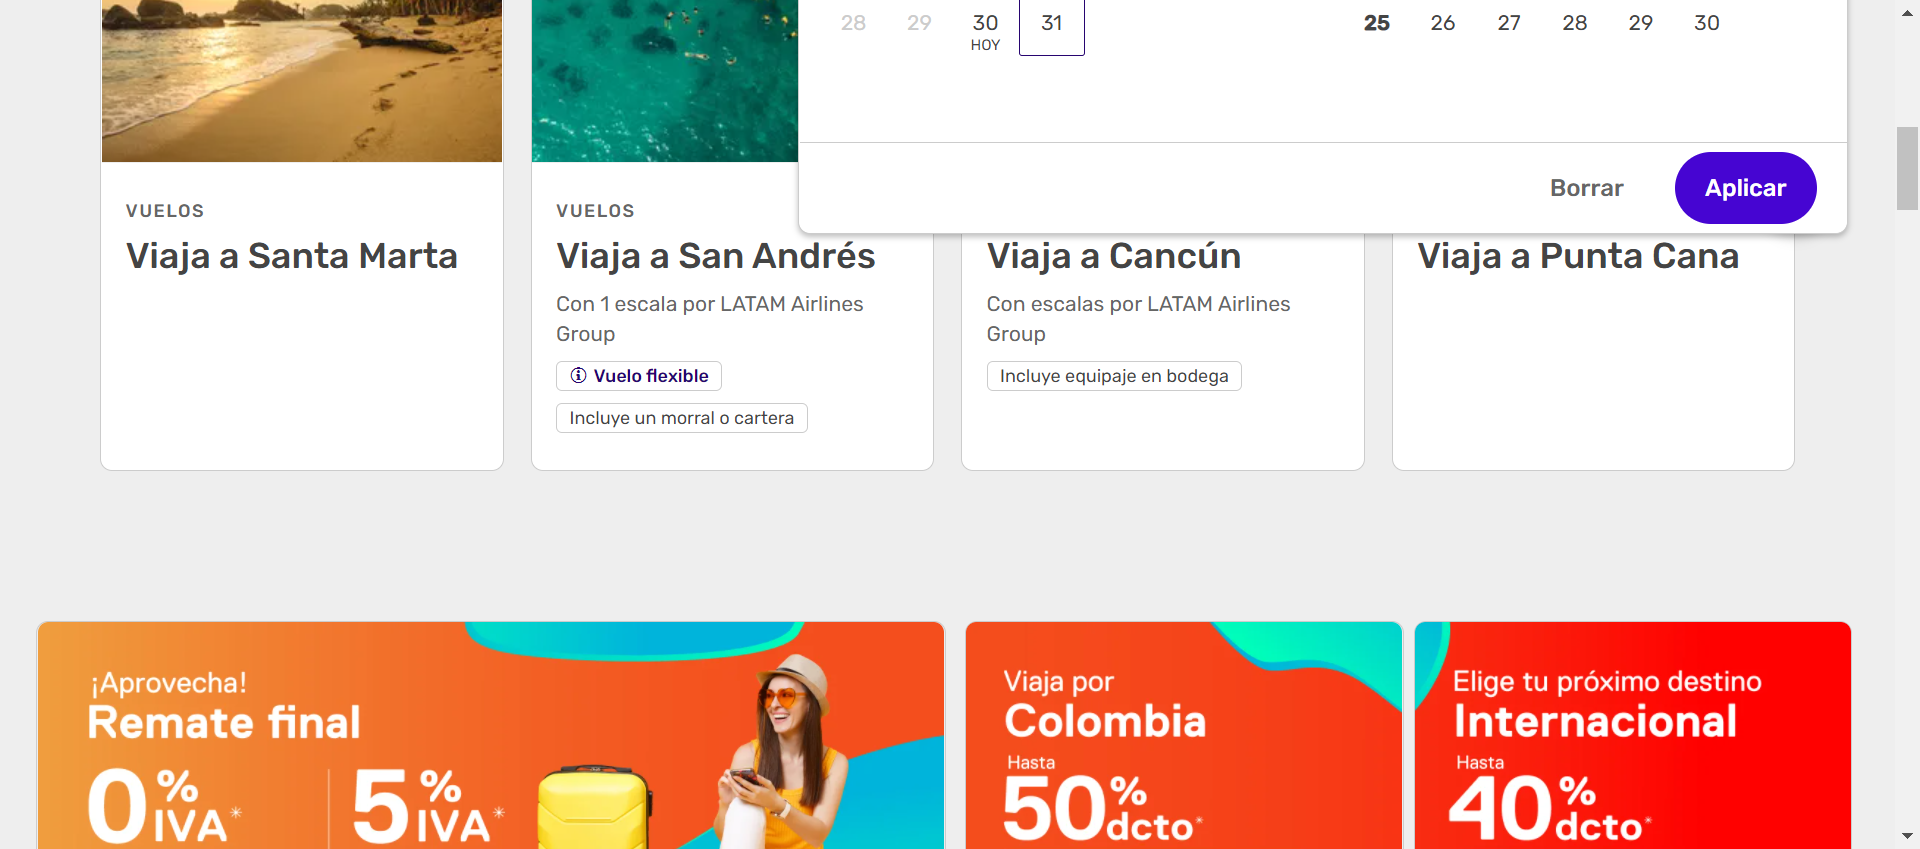 28 29 30 31 25 26 27 28 29 30
HOY
Borrar Aplicar
VUELOS
Viaja a Santa Marta
VUELOS
Viaja a San Andrés
Con 1 escala por LATAM Airlines
Group
Vuelo flexible
Incluye un morral o cartera
Viaja a Cancún
Con escalas por LATAM Airlines
Group
Incluye equipaje en bodega
Viaja a Punta Cana
¡Aprovecha!
Remate final
0% IVA* 5% IVA*
Viaja por
Colombia
Hasta
50% dcto*
Elige tu próximo destino
Internacional
Hasta
40% dcto*